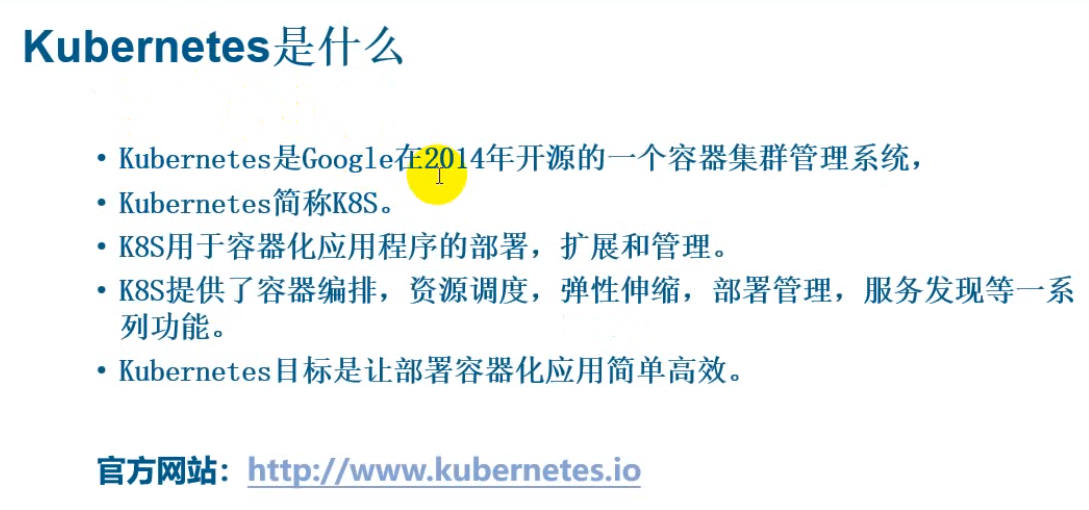 Kubernetes是什么
• Kubernetes是Google在2014年开源的一个容器集群管理系统，
• Kubernetes简称K8S。
• K8S用于容器化应用程序的部署，扩展和管理。
• K8S提供了容器编排，资源调度，弹性伸缩，部署管理，服务发现等一系
列功能。
• Kubernetes目标是让部署容器化应用简单高效。
官方网站：http://www.kubernetes.io